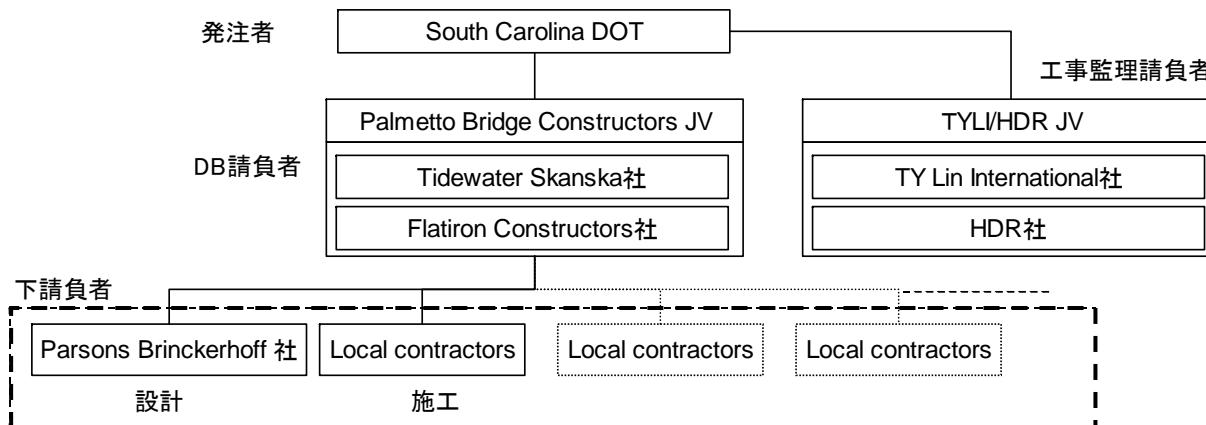 発注者
South Carolina DOT
工事監理請負者
Palmetto Bridge Constructors JV
TYLI/HDR JV
DB請負者
Tidewater Skanska社
TY Lin International社
Flatiron Constructors社
HDR社
下請負者
Parsons Brinckerhoff 社
Local contractors
Local contractors
Local contractors
設計
施工